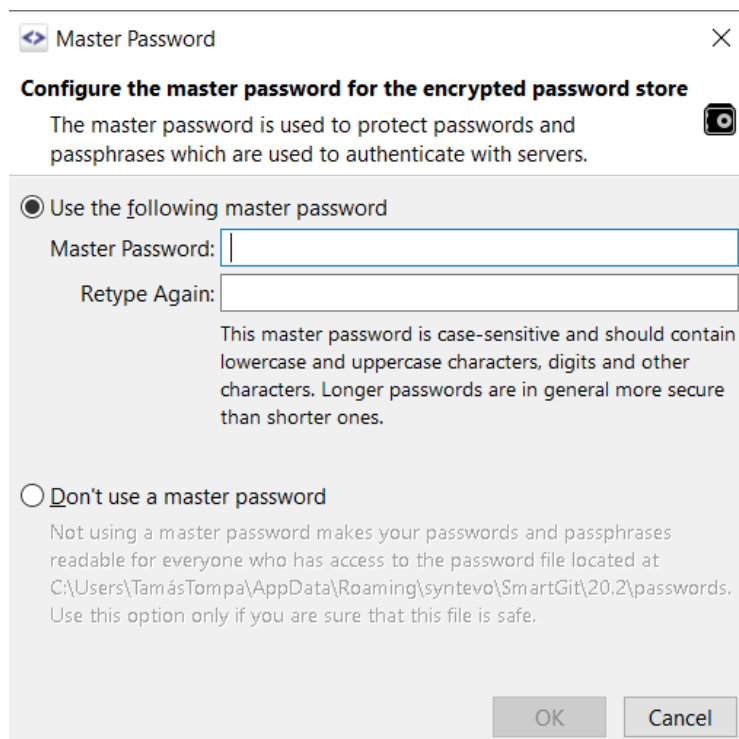 Master Password
Configure the master password for the encrypted password store
The master password is used to protect passwords and
passphrases which are used to authenticate with servers.
Use the following master password
Master Password:
Retype Again:
This master password is case-sensitive and should contain
lowercase and uppercase characters, digits and other
characters. Longer passwords are in general more secure
than shorter ones.
Don't use a master password
Not using a master password makes your passwords and passphrases
readable for everyone who has access to the password file located at
C:\Users\TamásTompa\AppData\Roaming\syntevo\SmartGit\20.2\passwords.
Use this option only if you are sure that this file is safe.
OK Cancel